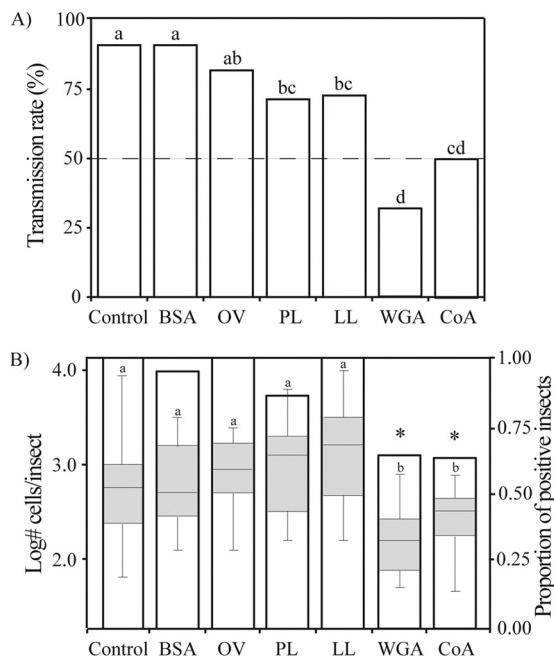 A)
Transmission rate (%)
100
75
50
25
0
a a ab bc bc d cd
Control BSA OV PL LL WGA CoA
B)
Log# cells/insect
4.0
3.0
2.0
a a a a a b b
* *
1.00
0.75
0.50
0.25
0.00
Proportion of positive insects
Control BSA OV PL LL WGA CoA